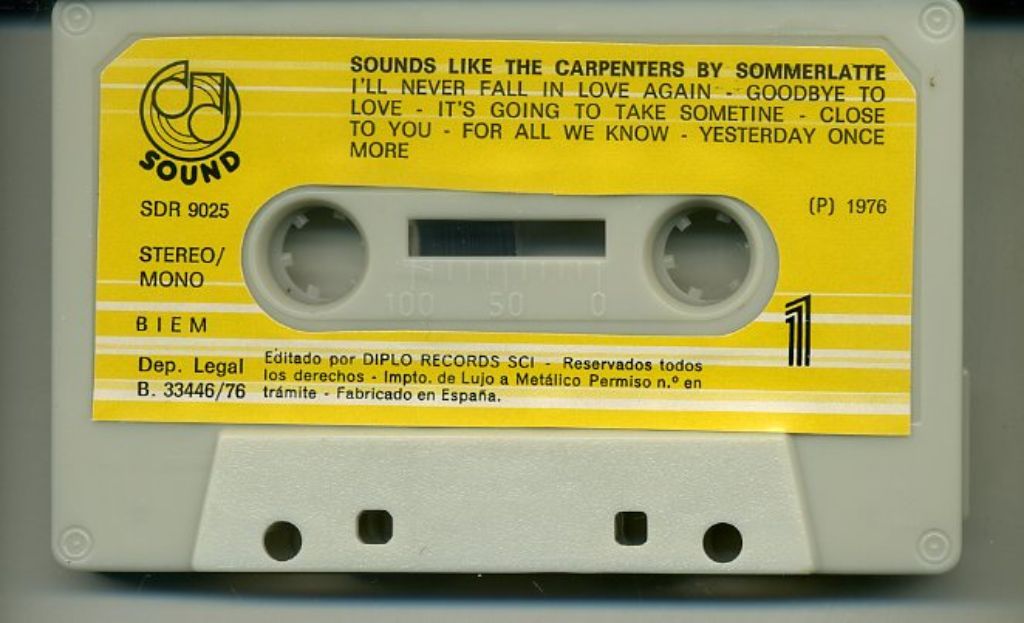 SOUND
SDR 9025
STEREO/
MONO
BIEM
Dep. Legal
B. 33446/76
SOUNDS LIKE THE CARPENTERS BY SOMMERLATTE
I'LL NEVER FALL IN LOVE AGAIN - GOODBYE TO
LOVE - IT'S GOING TO TAKE SOMETINE - CLOSE
TO YOU - FOR ALL WE KNOW - YESTERDAY ONCE
MORE
(P) 1976
100 50 0
1
Editado por DIPLO RECORDS SCI - Reservados todos
los derechos - Impto. de Lujo a Metálico Permiso n.º en
trámite - Fabricado en España.